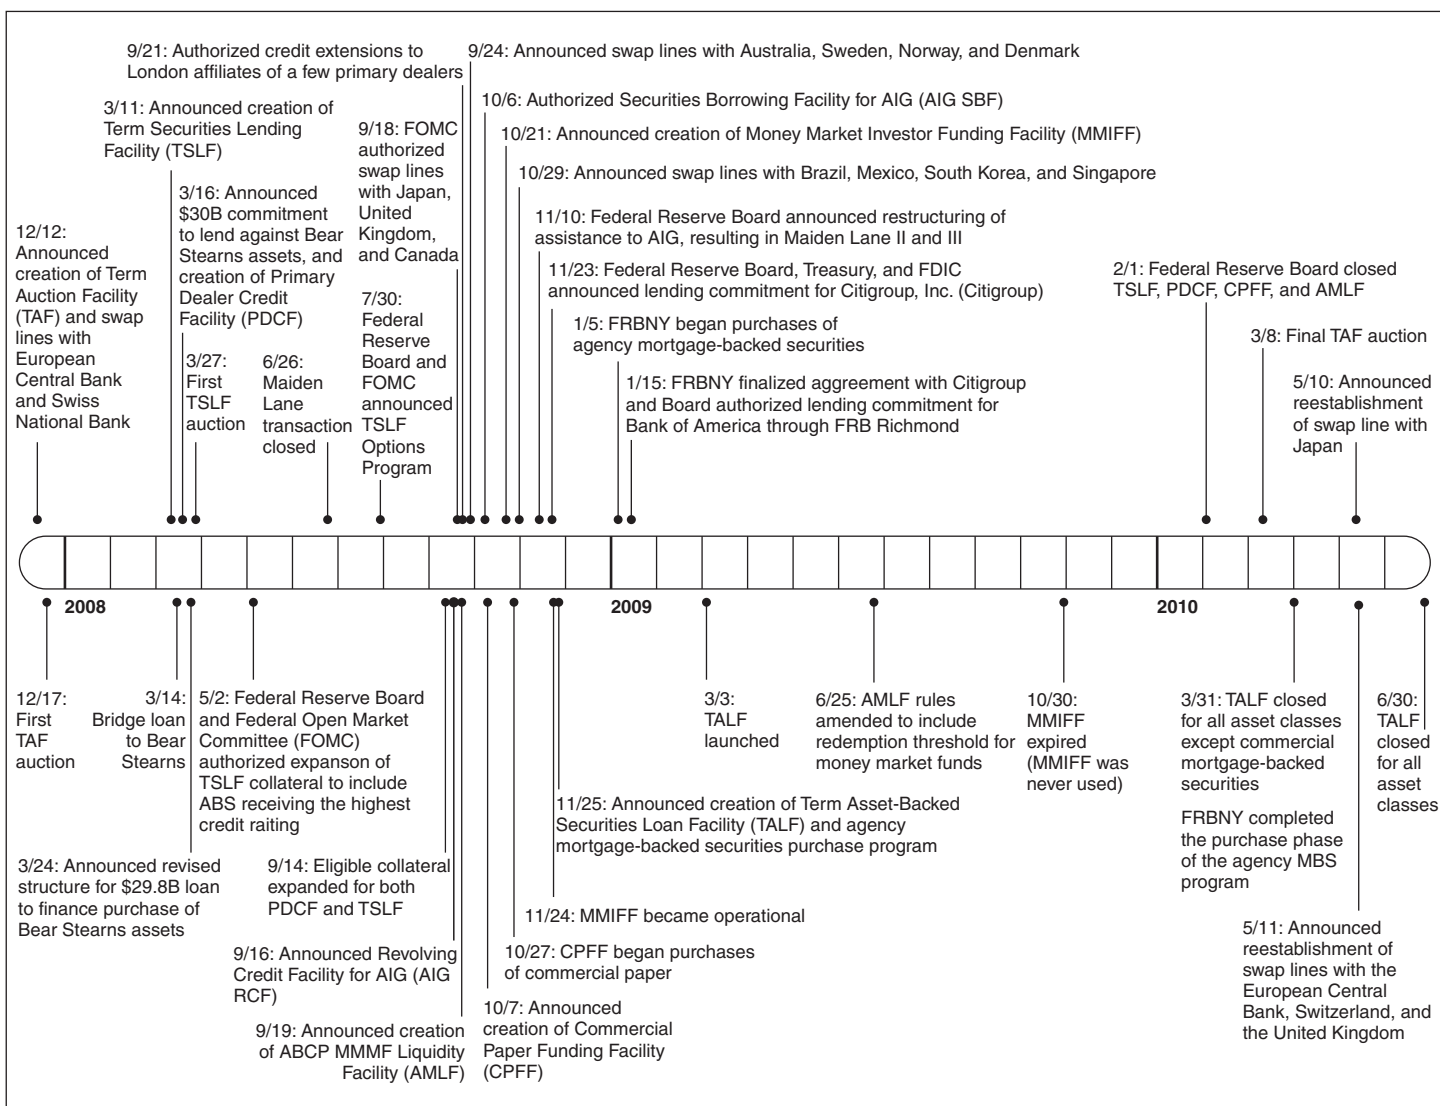 9/21: Authorized credit extensions to
London affiliates of a few primary dealers
9/24: Announced swap lines with Australia, Sweden, Norway, and Denmark
3/11: Announced creation of
Term Securities Lending
Facility (TSLF)
9/18: FOMC
authorized
swap lines
with Japan,
United
Kingdom,
and Canada
10/6: Authorized Securities Borrowing Facility for AIG (AIG SBF)
10/21: Announced creation of Money Market Investor Funding Facility (MMIFF)
10/29: Announced swap lines with Brazil, Mexico, South Korea, and Singapore
3/16: Announced
$30B commitment
to lend against Bear
Stearns assets, and
creation of Primary
Dealer Credit
Facility (PDCF)
11/10: Federal Reserve Board announced restructuring of
assistance to AIG, resulting in Maiden Lane II and III
12/12:
Announced
creation of Term
Auction Facility
(TAF) and swap
lines with
European
Central Bank
and Swiss
National Bank
11/23: Federal Reserve Board, Treasury, and FDIC
announced lending commitment for Citigroup, Inc. (Citigroup)
2/1: Federal Reserve Board closed
TSLF, PDCF, CPFF, and AMLF
7/30:
Federal
Reserve
Board and
FOMC
announced
TSLF
Options
Program
1/5: FRBNY began purchases of
agency mortgage-backed securities
3/8: Final TAF auction
3/27:
First
TSLF
auction
6/26:
Maiden
Lane
transaction
closed
1/15: FRBNY finalized aggreement with Citigroup
and Board authorized lending commitment for
Bank of America through FRB Richmond
5/10: Announced
reestablishment
of swap line with
Japan
2008
2009
2010
12/17:
First
TAF
auction
3/14:
Bridge loan
to Bear
Stearns
5/2: Federal Reserve Board
and Federal Open Market
Committee (FOMC)
authorized expanson of
TSLF collateral to include
ABS receiving the highest
credit raiting
3/3:
TALF
launched
6/25: AMLF rules
amended to include
redemption threshold for
money market funds
10/30:
MMIFF
expired
(MMIFF was
never used)
3/31: TALF closed
for all asset classes
except commercial
mortgage-backed
securities
FRBNY completed
the purchase phase
of the agency MBS
program
6/30:
TALF
closed
for all
asset
classes
11/25: Announced creation of Term Asset-Backed
Securities Loan Facility (TALF) and agency
mortgage-backed securities purchase program
3/24: Announced revised
structure for $29.8B loan
to finance purchase of
Bear Stearns assets
9/14: Eligible collateral
expanded for both
PDCF and TSLF
11/24: MMIFF became operational
5/11: Announced
reestablishment of
swap lines with the
European Central
Bank, Switzerland, and
the United Kingdom
9/16: Announced Revolving
Credit Facility for AIG (AIG
RCF)
10/27: CPFF began purchases
of commercial paper
9/19: Announced creation
of ABCP MMMF Liquidity
Facility (AMLF)
10/7: Announced
creation of Commercial
Paper Funding Facility
(CPFF)